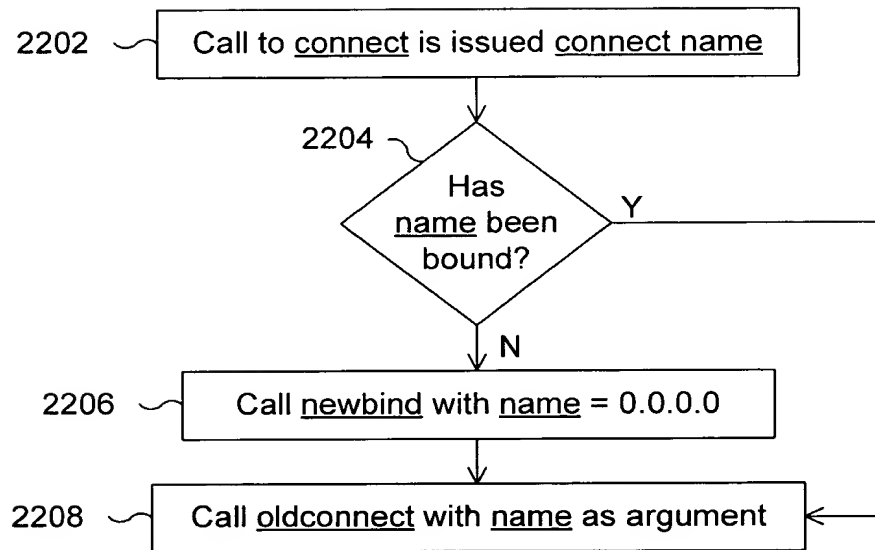 2202
Call to connect is issued connect name
2204
Has
name been
bound?
Y
N
2206
Call newbind with name = 0.0.0.0
2208
Call oldconnect with name as argument